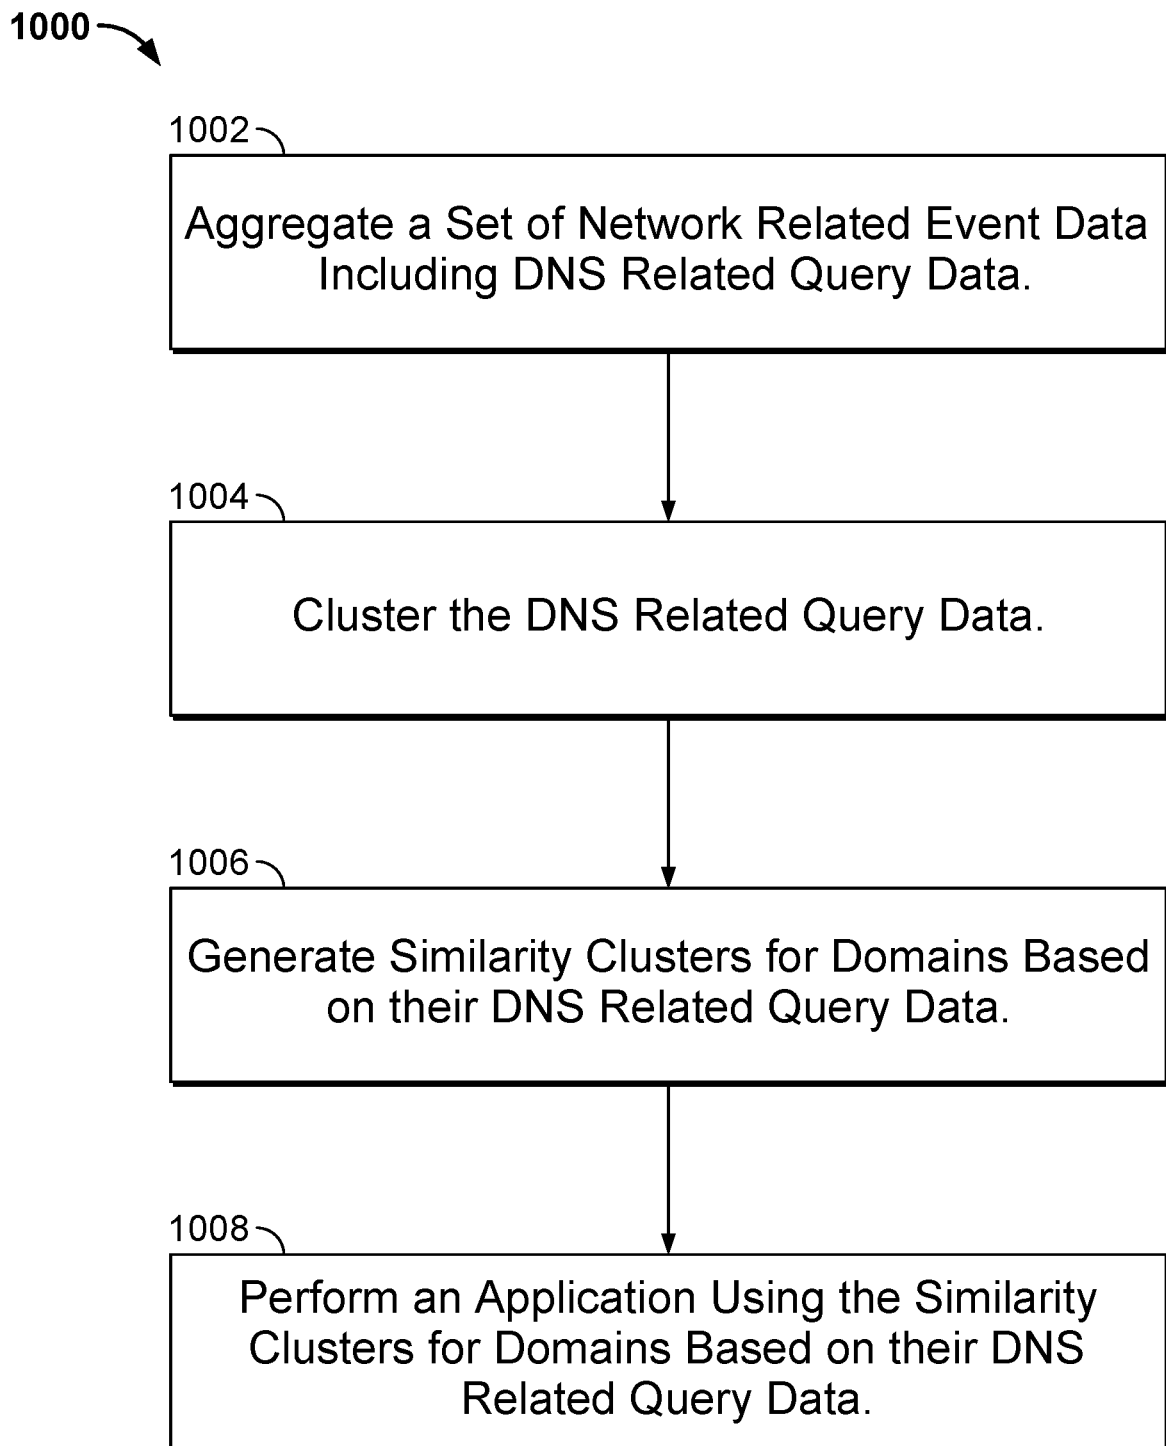 1000
1002
Aggregate a Set of Network Related Event Data
Including DNS Related Query Data.
1004
Cluster the DNS Related Query Data.
1006
Generate Similarity Clusters for Domains Based
on their DNS Related Query Data.
1008
Perform an Application Using the Similarity
Clusters for Domains Based on their DNS
Related Query Data.